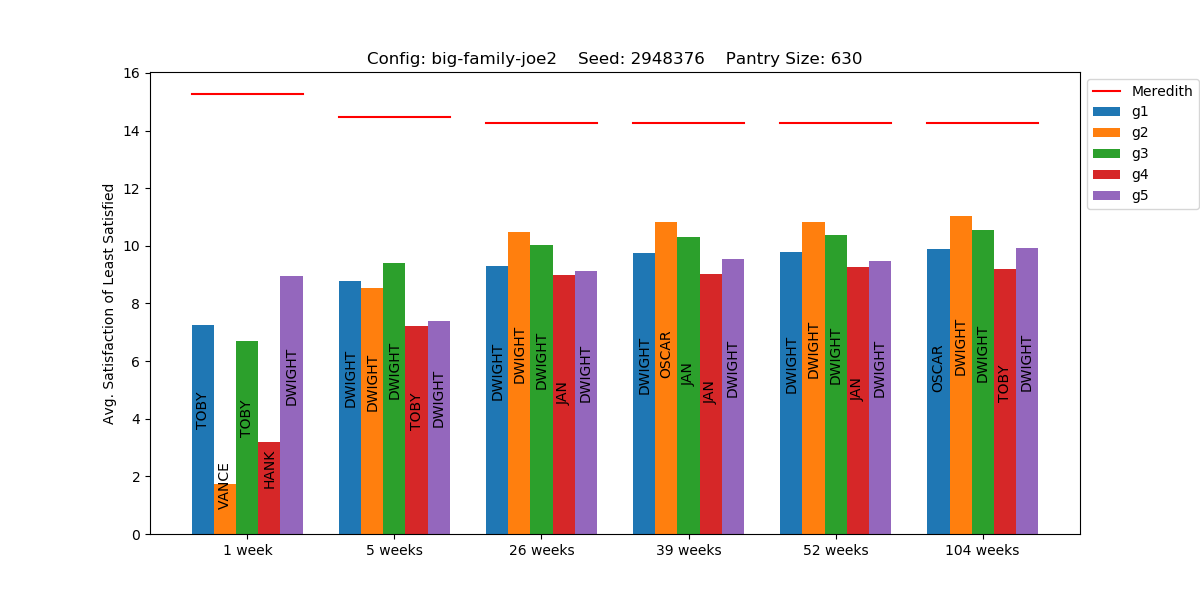 Config: big-family-joe2    Seed: 2948376    Pantry Size: 630
Avg. Satisfaction of Least Satisfied
16
14
12
10
8
6
4
2
0
TOBY
VANCE
TOBY
HANK
DWIGHT
DWIGHT
DWIGHT
DWIGHT
TOBY
DWIGHT
DWIGHT
DWIGHT
DWIGHT
JAN
DWIGHT
DWIGHT
OSCAR
JAN
JAN
DWIGHT
DWIGHT
DWIGHT
DWIGHT
JAN
DWIGHT
OSCAR
DWIGHT
DWIGHT
TOBY
DWIGHT
1 week
5 weeks
26 weeks
39 weeks
52 weeks
104 weeks
Meredith
g1
g2
g3
g4
g5